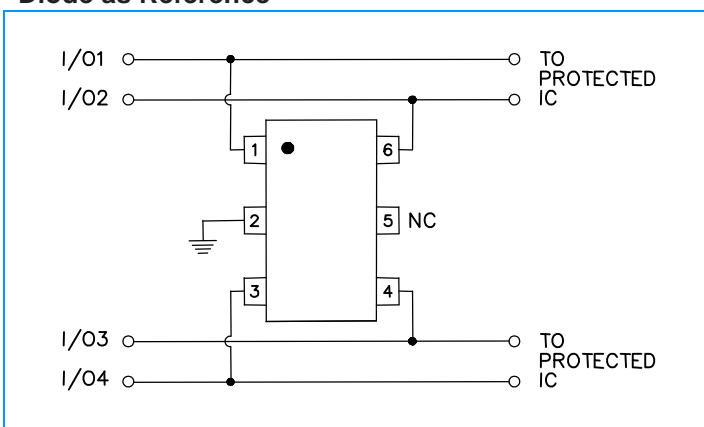 Diode as Reference
I/O1
TO
PROTECTED
I/O2
IC
1
6
2
5 NC
3
4
I/O3
TO
PROTECTED
I/O4
IC